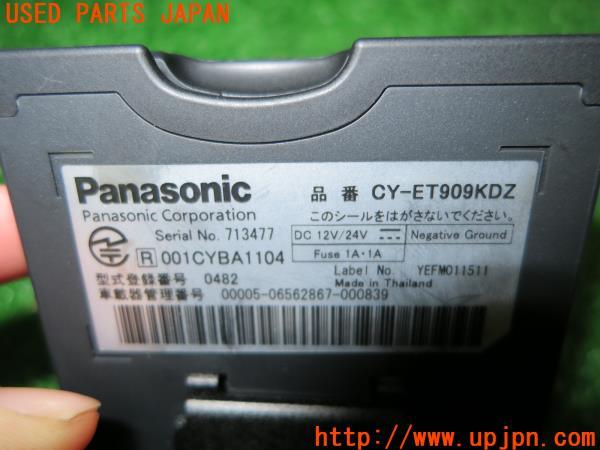 USED PARTS JAPAN
Panasonic
品番 CY-ET909KDZ
Panasonic Corporation
このシールをはがさないでください。
Serial No. 713477
DC 12V/24V
Negative Ground
R 001CYBA1104
Fuse 1A・1A
型式登録番号 0482
Label No. YEFM011511
Made in Thailand
車載器管理番号 00005-06562867-000839
http://www.upjpn.com